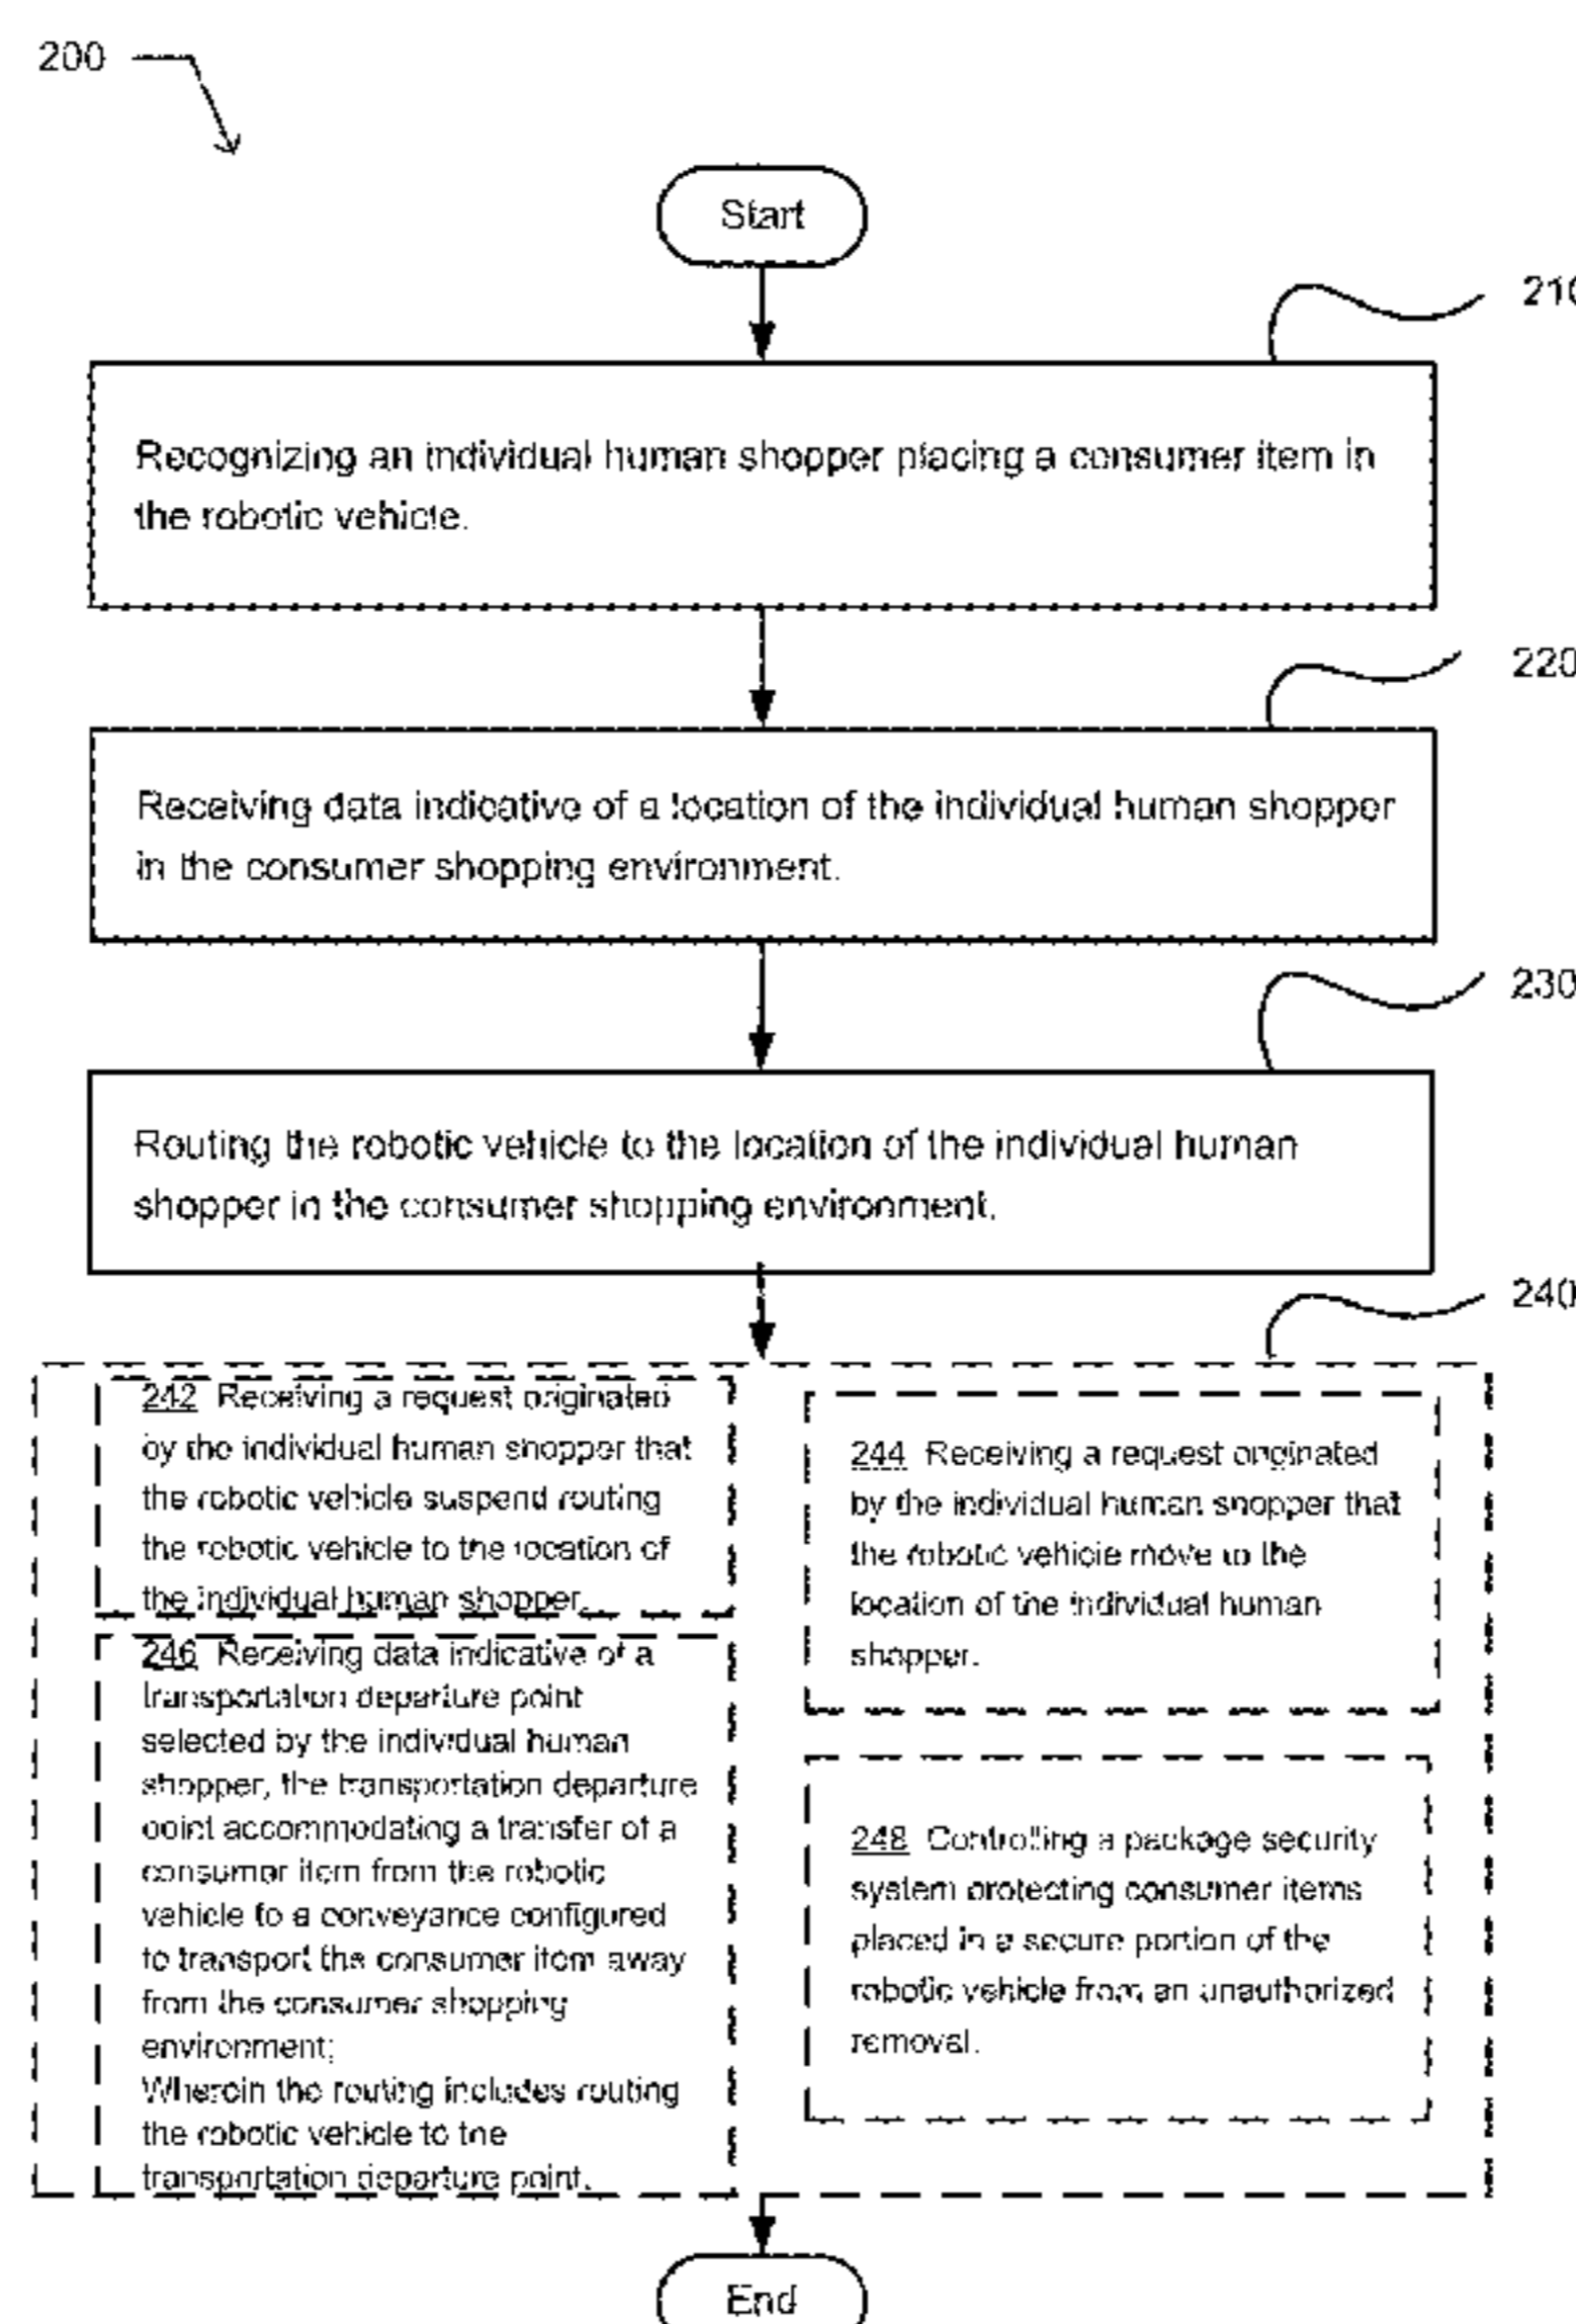 200
Start
210
Recognizing an individual human shopper placing a consumer item in
the robotic vehicle.
220
Receiving data indicative of a location of the individual human shopper
in the consumer shopping environment.
230
Routing the robotic vehicle to the location of the individual human
shopper in the consumer shopping environment.
240
242 Receiving a request originated
by the individual human shopper that
the robotic vehicle suspend routing
the robotic vehicle to the location of
the individual human shopper.
244 Receiving a request originated
by the individual human shopper that
the robotic vehicle move to the
location of the individual human
shopper.
246 Receiving data indicative of a
transportation departure point
selected by the individual human
shopper, the transportation departure
point accommodating a transfer of a
consumer item from the robotic
vehicle to a conveyance configured
to transport the consumer item away
from the consumer shopping
environment;
Wherein the routing includes routing
the robotic vehicle to the
transportation departure point.
248 Controlling a package security
system protecting consumer items
placed in a secure portion of the
robotic vehicle from an unauthorized
removal.
End